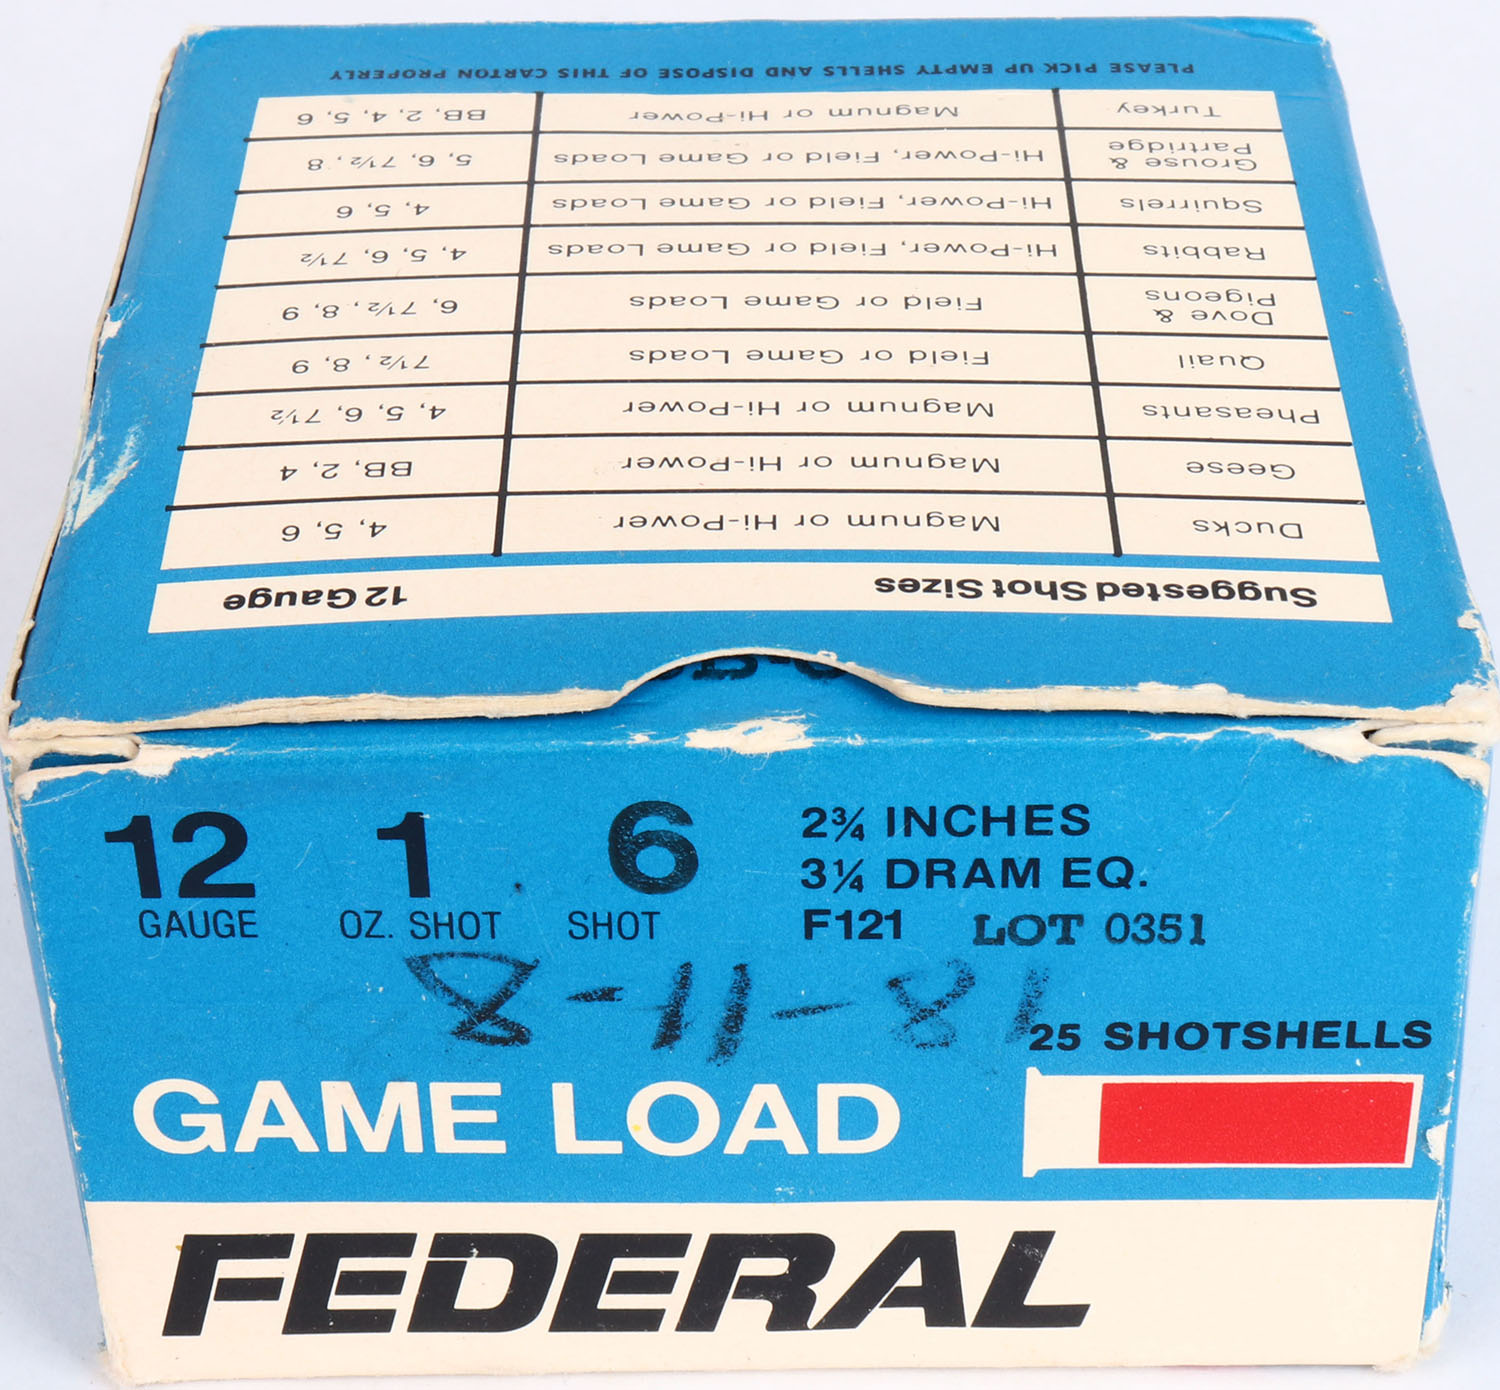 PLEASE PICK UP EMPTY SHELLS AND DISPOSE OF THIS CARTON PROPERLY
Suggested Shot Sizes 12 Gauge
Ducks Magnum or Hi-Power 4, 5, 6
Geese Magnum or Hi-Power BB, 2, 4
Pheasants Magnum or Hi-Power 4, 5, 6, 7½
Quail Field or Game Loads 7½, 8, 9
Dove &
Pigeons Field or Game Loads 6, 7½, 8, 9
Rabbits Hi-Power, Field or Game Loads 4, 5, 6, 7½
Squirrels Hi-Power, Field or Game Loads 4, 5, 6
Grouse &
Partridge Hi-Power, Field or Game Loads 5, 6, 7½, 8
Turkey Magnum or Hi-Power BB, 2, 4, 5, 6
12 1 6
GAUGE OZ. SHOT SHOT
2¾ INCHES
3¼ DRAM EQ.
F121 LOT 0351
8-11-81
25 SHOTSHELLS
GAME LOAD
FEDERAL